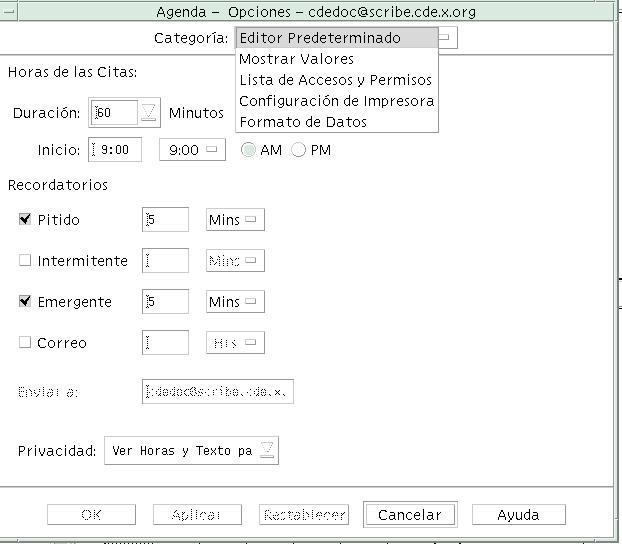 Agenda – Opciones – cdedoc@scribe.cde.x.org
Categoría: Editor Predeterminado
Mostrar Valores
Lista de Accesos y Permisos
Configuración de Impresora
Formato de Datos
Horas de las Citas:
Duración: 60 Minutos
Inicio: 9:00 9:00 AM PM
Recordatorios
Pitido 5 Mins
Intermitente Mins
Emergente 5 Mins
Correo Hrs
Enviar a: cdedoc@scribe.cde.x.
Privacidad: Ver Horas y Texto pa
OK Aplicar Restablecer Cancelar Ayuda